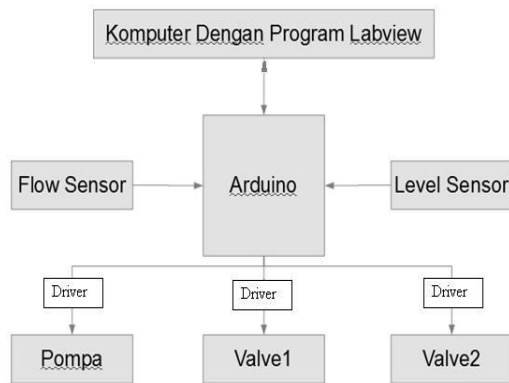 Komputer Dengan Program Labview
Flow Sensor
Arduino
Level Sensor
Driver
Driver
Driver
Pompa
Valve1
Valve2